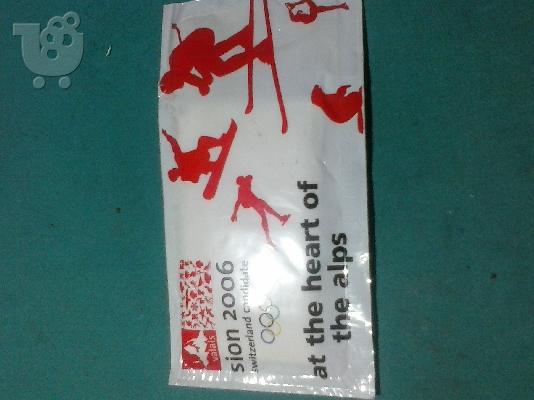 valais
sion 2006
switzerland candidate
at the heart of
the alps